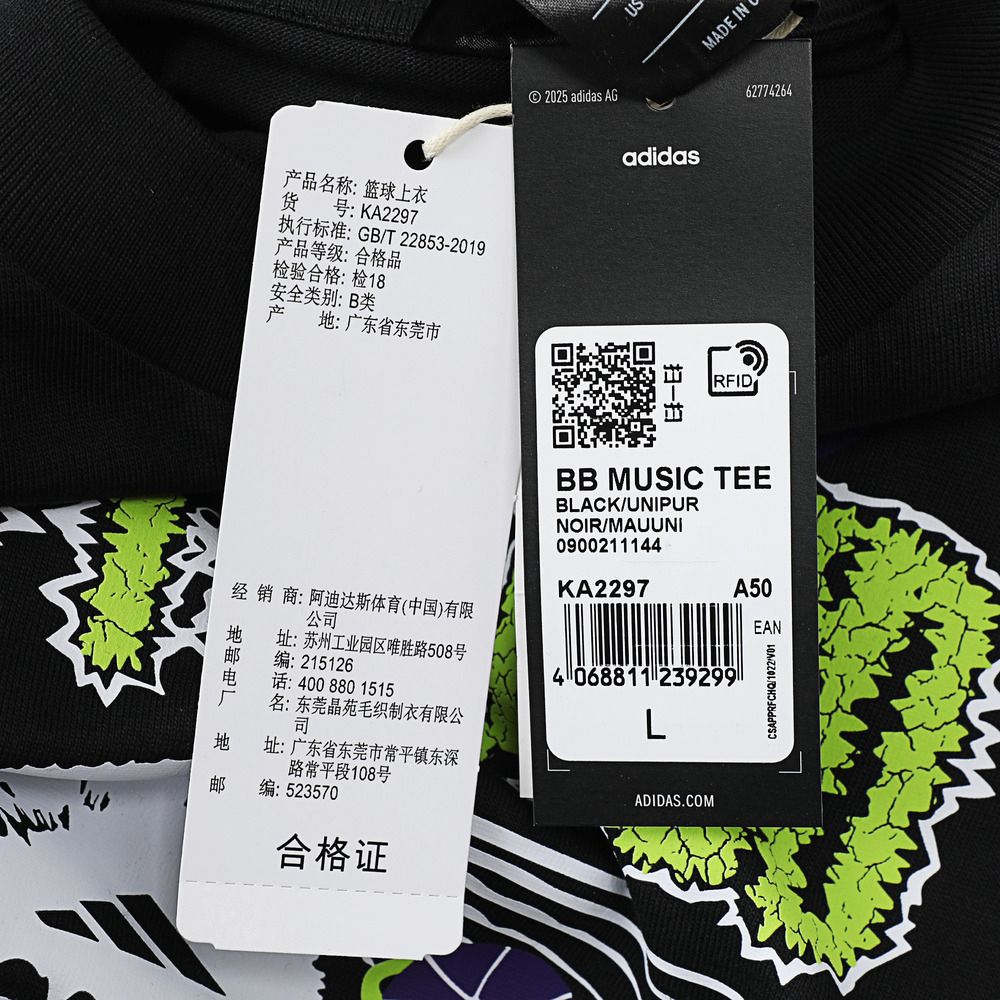 US
MADE IN C
© 2025 adidas AG
62774264
adidas
产品名称: 篮球上衣
货 号: KA2297
执行标准: GB/T 22853-2019
产品等级: 合格品
检验合格: 检18
安全类别: B类
产 地: 广东省东莞市
RFID
BB MUSIC TEE
BLACK/UNIPUR
NOIR/MAUUNI
0900211144
KA2297
A50
EAN
4 068811 239299
CSAPPRFCHQ/1022V01
L
ADIDAS.COM
经 销 商: 阿迪达斯体育(中国)有限
公司
地 址: 苏州工业园区唯胜路508号
邮 编: 215126
电 话: 400 880 1515
厂 名: 东莞晶苑毛织制衣有限公
司
地 址: 广东省东莞市常平镇东深
路常平段108号
邮 编: 523570
合格证